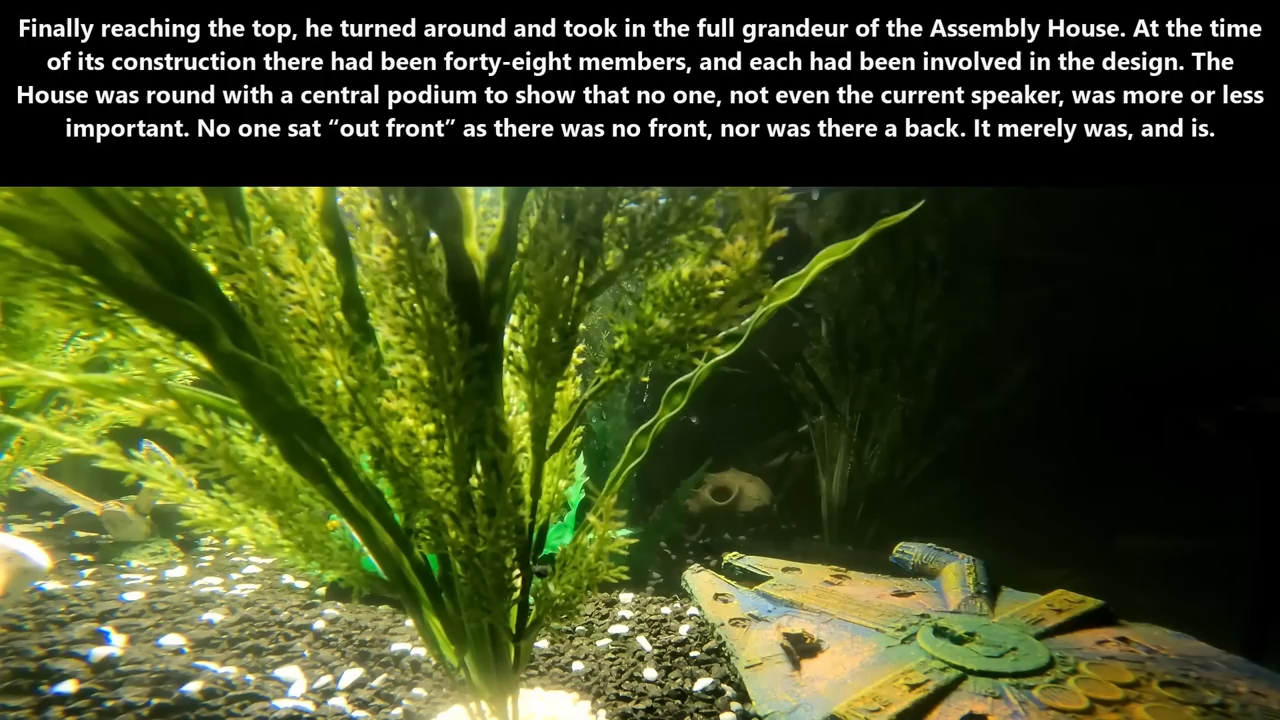 Finally reaching the top, he turned around and took in the full grandeur of the Assembly House. At the time
of its construction there had been forty-eight members, and each had been involved in the design. The
House was round with a central podium to show that no one, not even the current speaker, was more or less
important. No one sat “out front” as there was no front, nor was there a back. It merely was, and is.